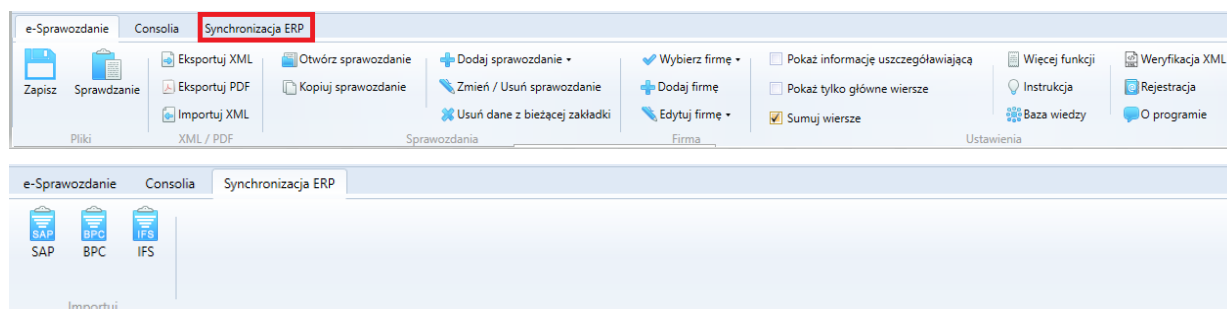 e-Sprawozdanie Consolia Synchronizacja ERP
Eksportuj XML Otwórz sprawozdanie Dodaj sprawozdanie Wybierz firmę Pokaż informację uszczegóławiającą Więcej funkcji Weryfikacja XML
Zapisz Sprawdzanie Eksportuj PDF Kopiuj sprawozdanie Zmień / Usuń sprawozdanie Dodaj firmę Pokaż tylko główne wiersze Instrukcja Rejestracja
Importuj XML Usuń dane z bieżącej zakładki Edytuj firmę Sumuj wiersze Baza wiedzy O programie
Pliki XML / PDF Sprawozdania Firma Ustawienia
e-Sprawozdanie Consolia Synchronizacja ERP
SAP BPC IFS
SAP BPC IFS
Importuj